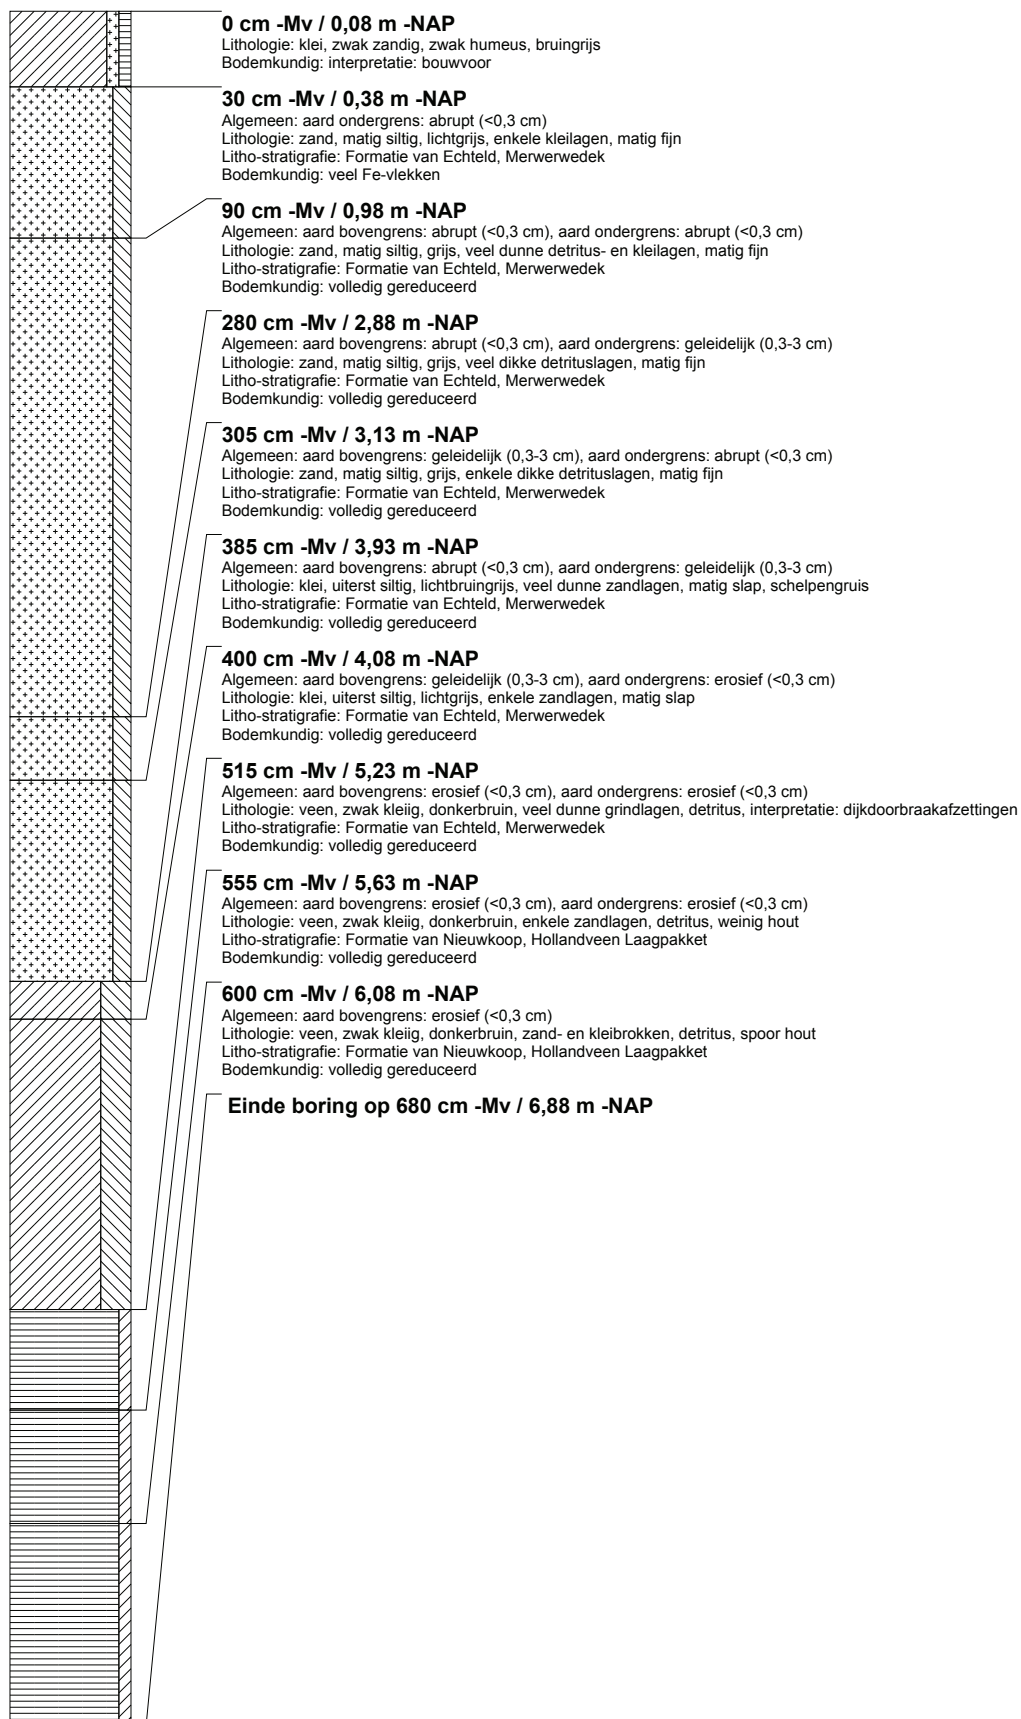 0 cm -Mv / 0,08 m -NAP
Lithologie: klei, zwak zandig, zwak humeus, bruingrijs
Bodemkundig: interpretatie: bouwvoor
30 cm -Mv / 0,38 m -NAP
Algemeen: aard ondergrens: abrupt (<0,3 cm)
Lithologie: zand, matig siltig, lichtgrijs, enkele kleilagen, matig fijn
Litho-stratigrafie: Formatie van Echteld, Merwerwedek
Bodemkundig: veel Fe-vlekken
90 cm -Mv / 0,98 m -NAP
Algemeen: aard bovengrens: abrupt (<0,3 cm), aard ondergrens: abrupt (<0,3 cm)
Lithologie: zand, matig siltig, grijs, veel dunne detritus- en kleilagen, matig fijn
Litho-stratigrafie: Formatie van Echteld, Merwerwedek
Bodemkundig: volledig gereduceerd
280 cm -Mv / 2,88 m -NAP
Algemeen: aard bovengrens: abrupt (<0,3 cm), aard ondergrens: geleidelijk (0,3-3 cm)
Lithologie: zand, matig siltig, grijs, veel dikke detrituslagen, matig fijn
Litho-stratigrafie: Formatie van Echteld, Merwerwedek
Bodemkundig: volledig gereduceerd
305 cm -Mv / 3,13 m -NAP
Algemeen: aard bovengrens: geleidelijk (0,3-3 cm), aard ondergrens: abrupt (<0,3 cm)
Lithologie: zand, matig siltig, grijs, enkele dikke detrituslagen, matig fijn
Litho-stratigrafie: Formatie van Echteld, Merwerwedek
Bodemkundig: volledig gereduceerd
385 cm -Mv / 3,93 m -NAP
Algemeen: aard bovengrens: abrupt (<0,3 cm), aard ondergrens: geleidelijk (0,3-3 cm)
Lithologie: klei, uiterst siltig, lichtbruingrijs, veel dunne zandlagen, matig slap, schelpengruis
Litho-stratigrafie: Formatie van Echteld, Merwerwedek
Bodemkundig: volledig gereduceerd
400 cm -Mv / 4,08 m -NAP
Algemeen: aard bovengrens: geleidelijk (0,3-3 cm), aard ondergrens: erosief (<0,3 cm)
Lithologie: klei, uiterst siltig, lichtgrijs, enkele zandlagen, matig slap
Litho-stratigrafie: Formatie van Echteld, Merwerwedek
Bodemkundig: volledig gereduceerd
515 cm -Mv / 5,23 m -NAP
Algemeen: aard bovengrens: erosief (<0,3 cm), aard ondergrens: erosief (<0,3 cm)
Lithologie: veen, zwak kleiig, donkerbruin, veel dunne grindlagen, detritus, interpretatie: dijkdoorbraakafzettingen
Litho-stratigrafie: Formatie van Echteld, Merwerwedek
Bodemkundig: volledig gereduceerd
555 cm -Mv / 5,63 m -NAP
Algemeen: aard bovengrens: erosief (<0,3 cm), aard ondergrens: erosief (<0,3 cm)
Lithologie: veen, zwak kleiig, donkerbruin, enkele zandlagen, detritus, weinig hout
Litho-stratigrafie: Formatie van Nieuwkoop, Hollandveen Laagpakket
Bodemkundig: volledig gereduceerd
600 cm -Mv / 6,08 m -NAP
Algemeen: aard bovengrens: erosief (<0,3 cm)
Lithologie: veen, zwak kleiig, donkerbruin, zand- en kleibrokken, detritus, spoor hout
Litho-stratigrafie: Formatie van Nieuwkoop, Hollandveen Laagpakket
Bodemkundig: volledig gereduceerd
Einde boring op 680 cm -Mv / 6,88 m -NAP